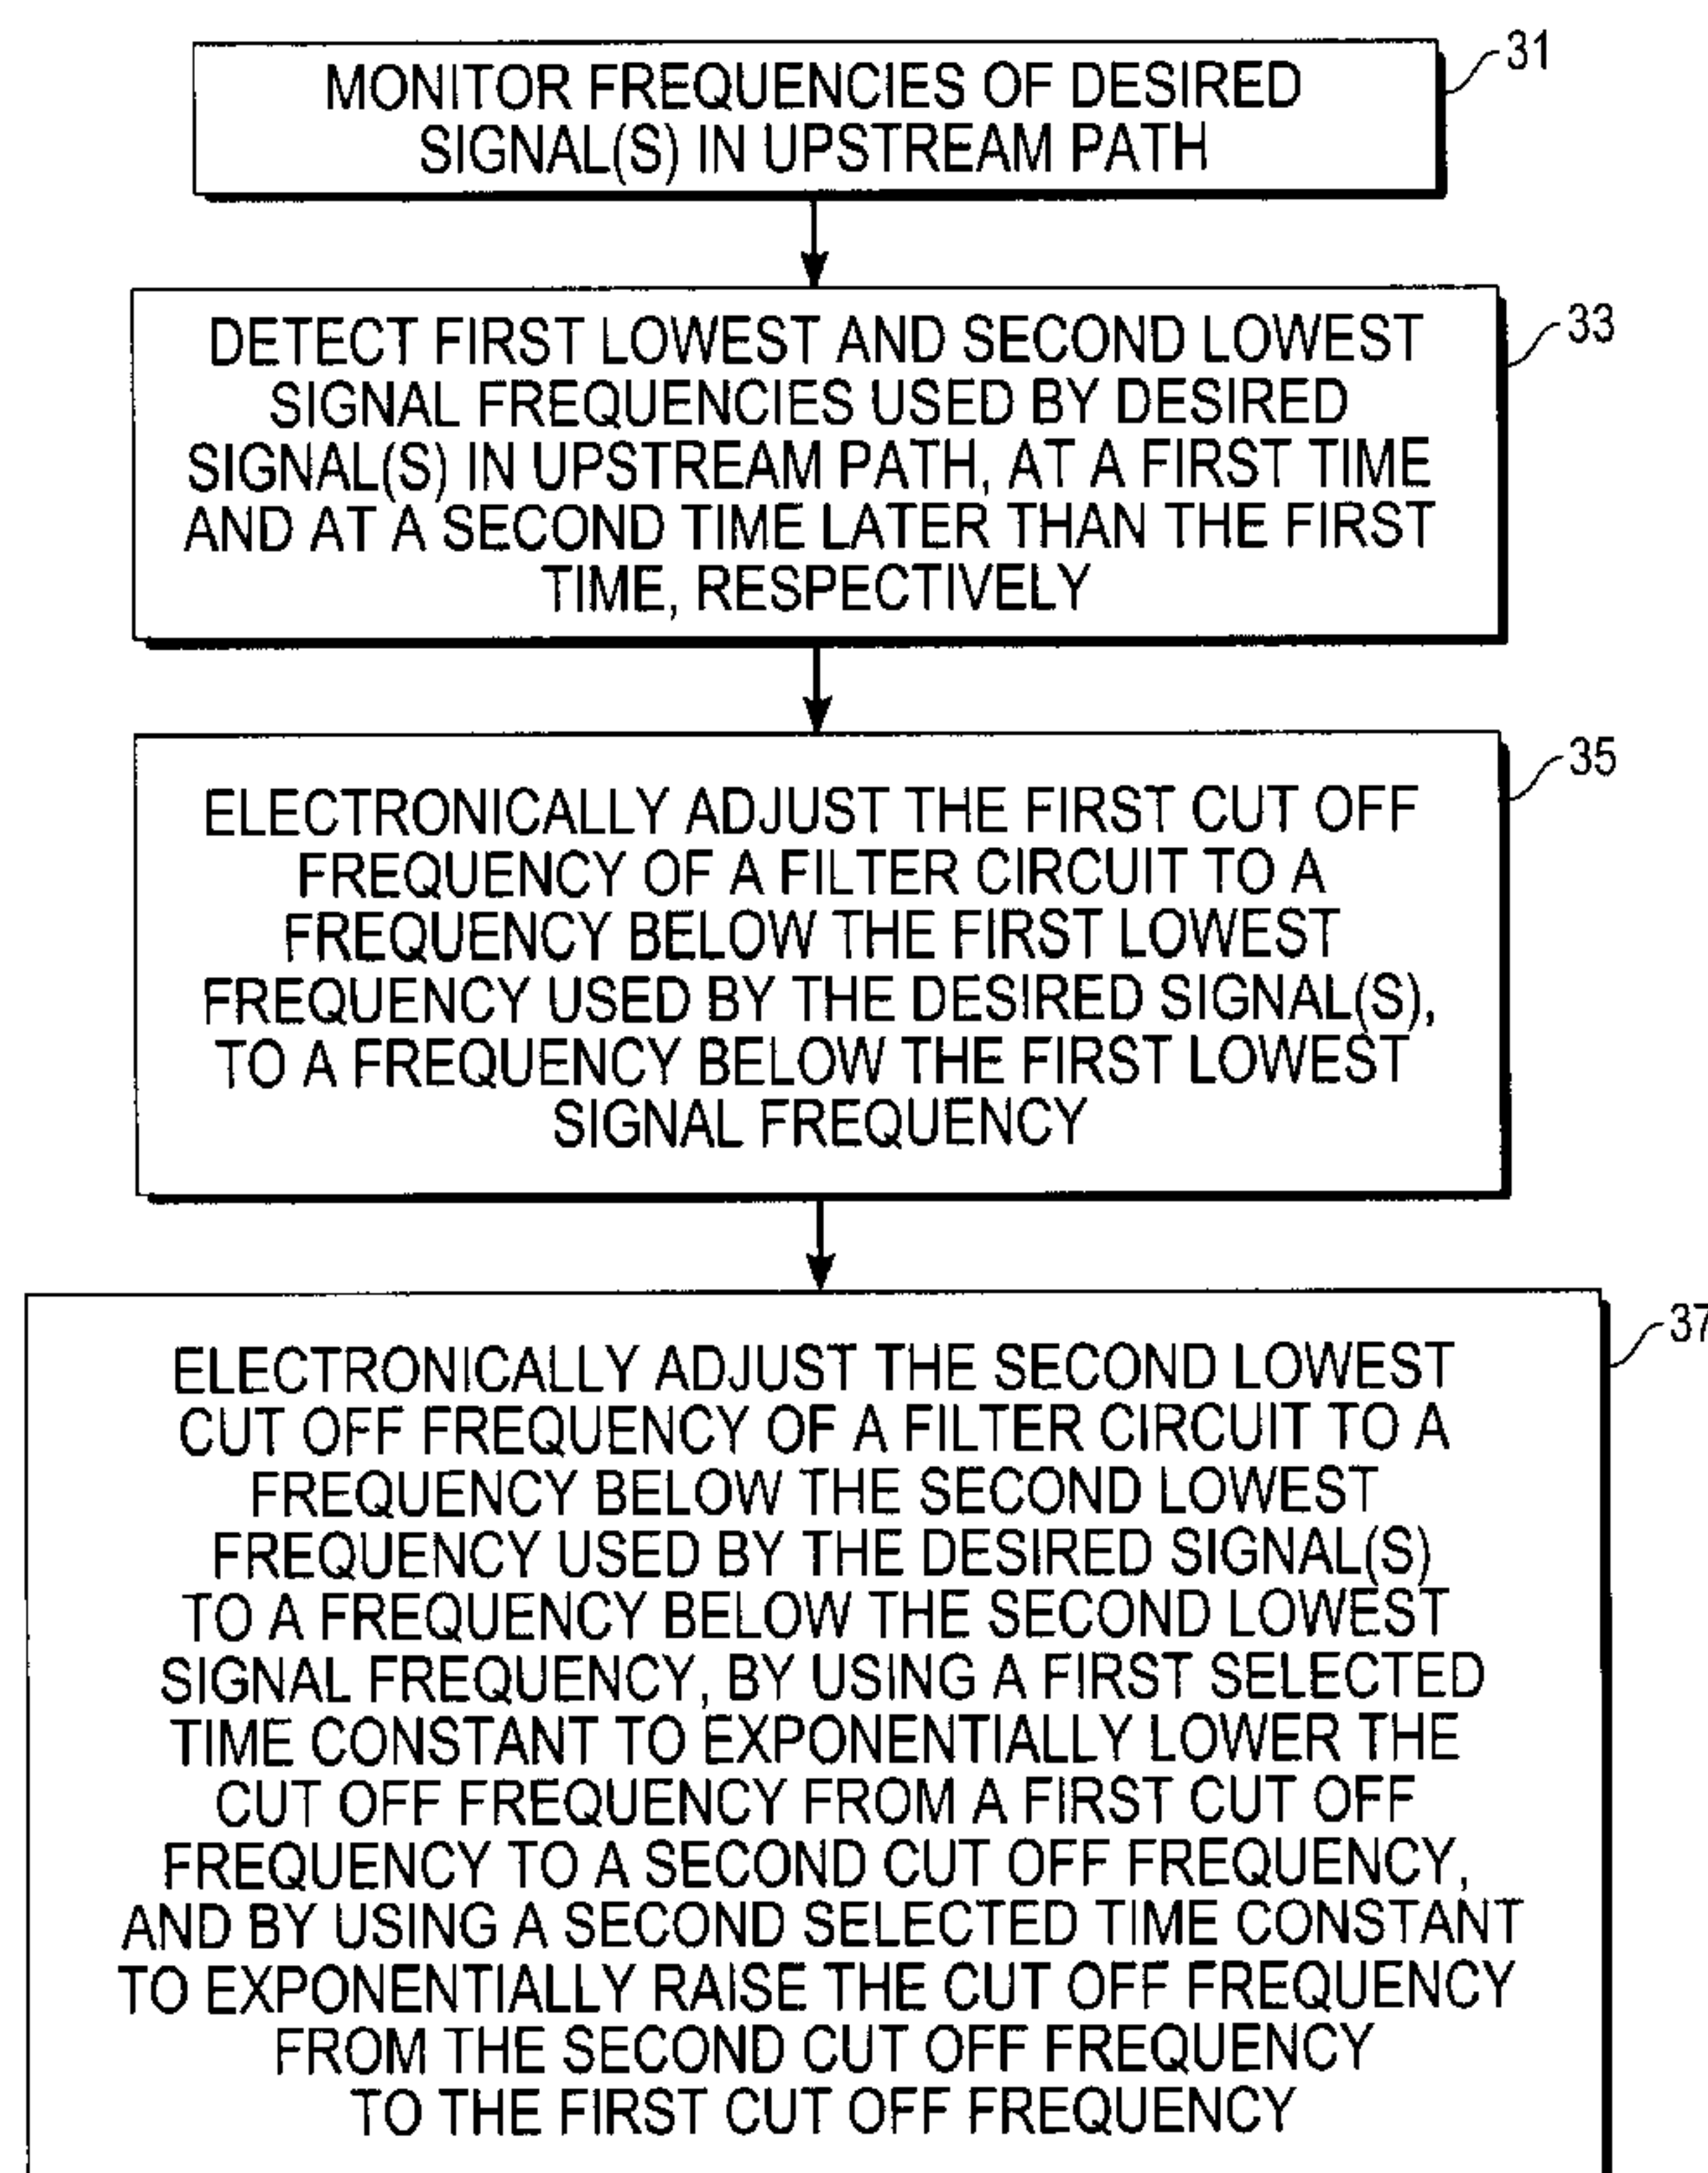 MONITOR FREQUENCIES OF DESIRED
SIGNAL(S) IN UPSTREAM PATH
31
DETECT FIRST LOWEST AND SECOND LOWEST
SIGNAL FREQUENCIES USED BY DESIRED
SIGNAL(S) IN UPSTREAM PATH, AT A FIRST TIME
AND AT A SECOND TIME LATER THAN THE FIRST
TIME, RESPECTIVELY
33
ELECTRONICALLY ADJUST THE FIRST CUT OFF
FREQUENCY OF A FILTER CIRCUIT TO A
FREQUENCY BELOW THE FIRST LOWEST
FREQUENCY USED BY THE DESIRED SIGNAL(S),
TO A FREQUENCY BELOW THE FIRST LOWEST
SIGNAL FREQUENCY
35
ELECTRONICALLY ADJUST THE SECOND LOWEST
CUT OFF FREQUENCY OF A FILTER CIRCUIT TO A
FREQUENCY BELOW THE SECOND LOWEST
FREQUENCY USED BY THE DESIRED SIGNAL(S)
TO A FREQUENCY BELOW THE SECOND LOWEST
SIGNAL FREQUENCY, BY USING A FIRST SELECTED
TIME CONSTANT TO EXPONENTIALLY LOWER THE
CUT OFF FREQUENCY FROM A FIRST CUT OFF
FREQUENCY TO A SECOND CUT OFF FREQUENCY,
AND BY USING A SECOND SELECTED TIME CONSTANT
TO EXPONENTIALLY RAISE THE CUT OFF FREQUENCY
FROM THE SECOND CUT OFF FREQUENCY
TO THE FIRST CUT OFF FREQUENCY
37